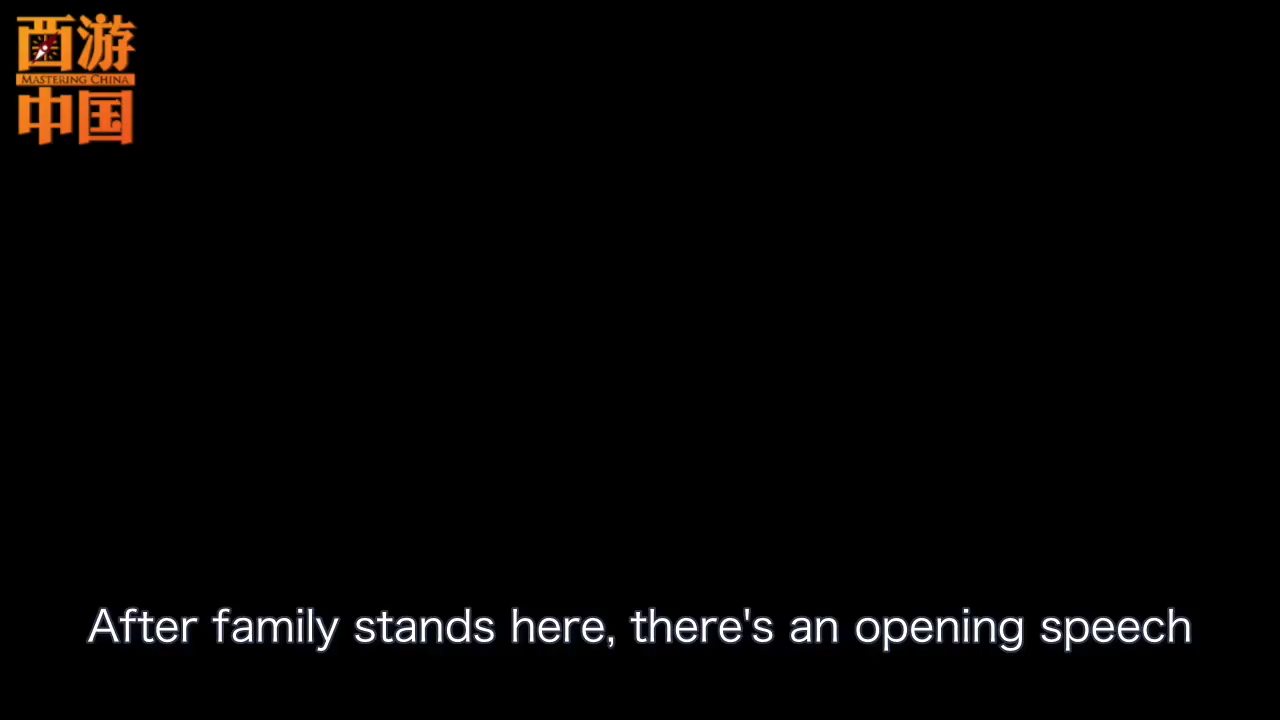 西游
MASTERING CHINA
中国
After family stands here, there's an opening speech